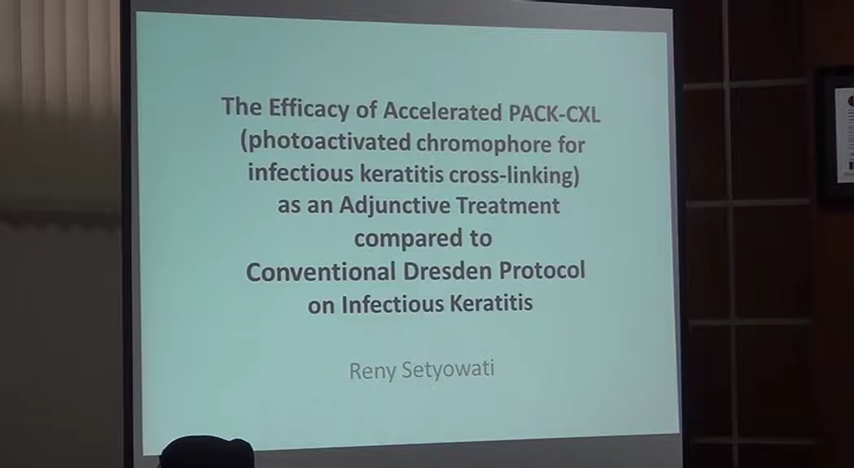 The Efficacy of Accelerated PACK-CXL
(photoactivated chromophore for
infectious keratitis cross-linking)
as an Adjunctive Treatment
compared to
Conventional Dresden Protocol
on Infectious Keratitis
Reny Setyowati